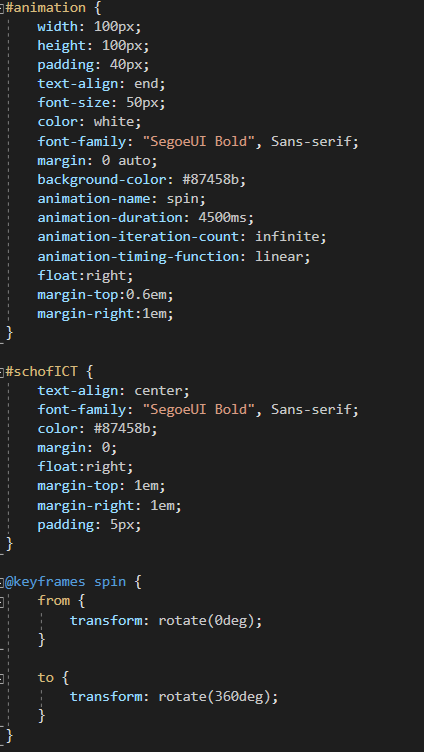 #animation {
width: 100px;
height: 100px;
padding: 40px;
text-align: end;
font-size: 50px;
color: white;
font-family: "SegoeUI Bold", Sans-serif;
margin: 0 auto;
background-color: #87458b;
animation-name: spin;
animation-duration: 4500ms;
animation-iteration-count: infinite;
animation-timing-function: linear;
float:right;
margin-top:0.6em;
margin-right:1em;
}
#schofICT {
text-align: center;
font-family: "SegoeUI Bold", Sans-serif;
color: #87458b;
margin: 0;
float:right;
margin-top: 1em;
margin-right: 1em;
padding: 5px;
}
@keyframes spin {
from {
transform: rotate(0deg);
}
to {
transform: rotate(360deg);
}
}